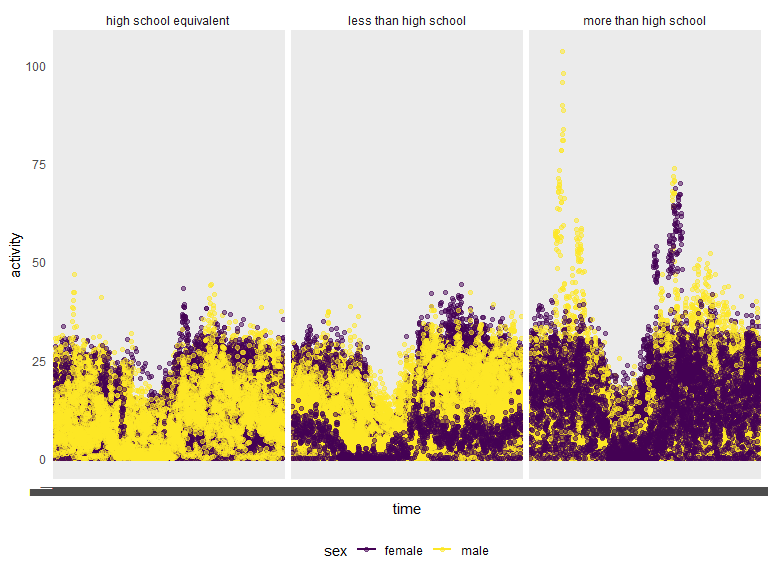 high school equivalent less than high school more than high school
100
75
50
25
0
activity
time
sex female male